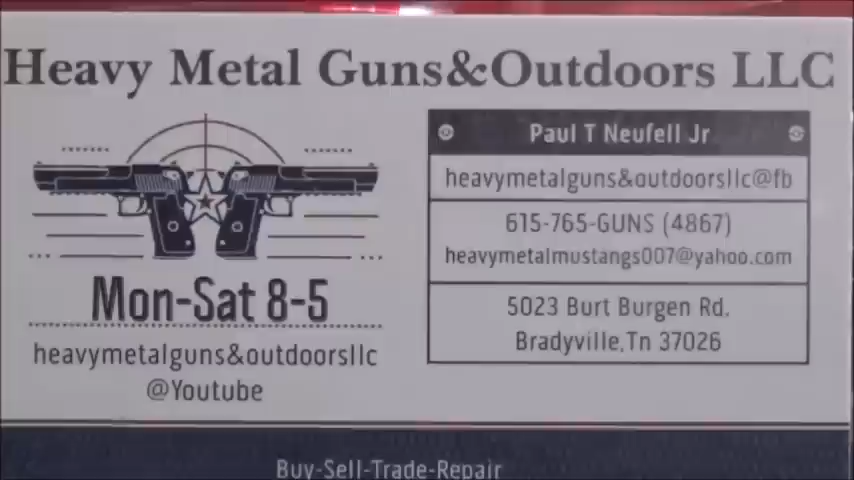 Heavy Metal Guns&Outdoors LLC
Mon-Sat 8-5
heavymetalguns&outdoorsllc
@Youtube
Paul T Neufell Jr
heavymetalguns&outdoorsllc@fb
615-765-GUNS (4867)
heavymetalmustangs007@yahoo.com
5023 Burt Burgen Rd.
Bradyville,Tn 37026
Buy-Sell-Trade-Repair